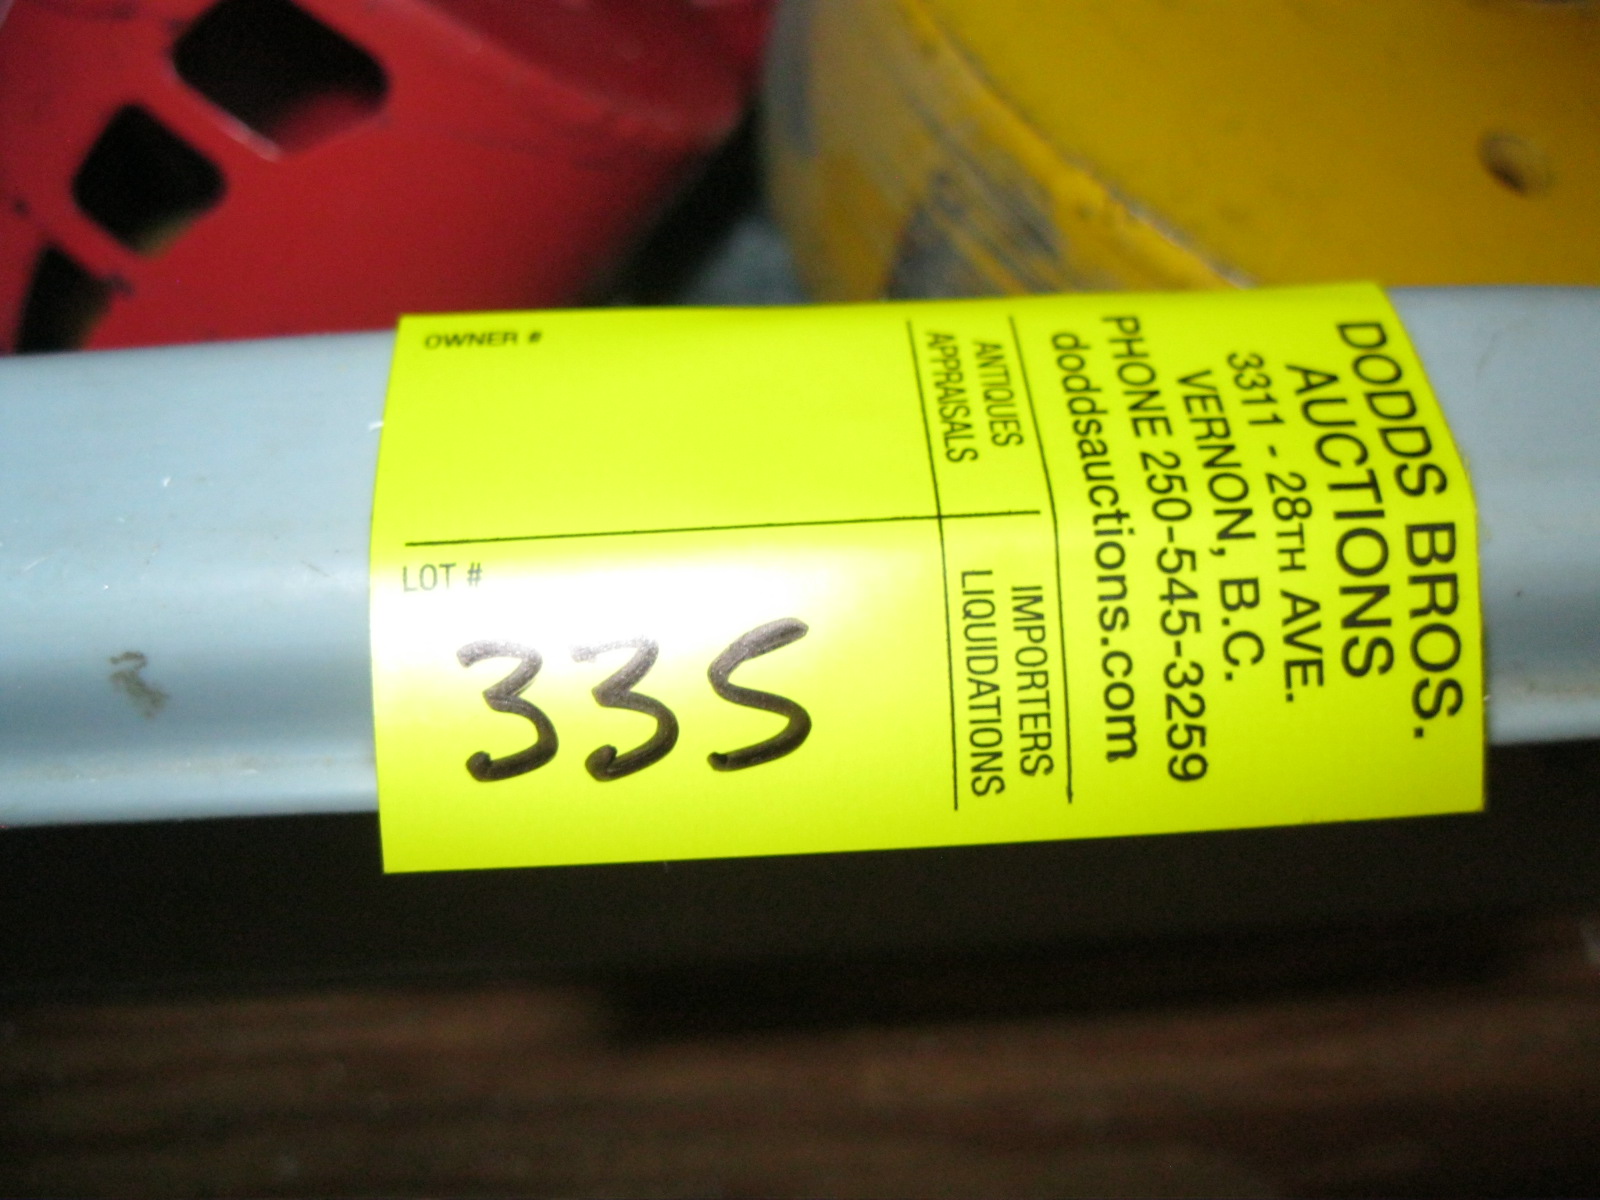 DODDS BROS.
AUCTIONS
3311 - 28TH AVE.
VERNON, B.C.
PHONE 250-545-3259
doddsauctions.com
ANTIQUES
APPRAISALS
IMPORTERS
LIQUIDATIONS
OWNER #
LOT #
335